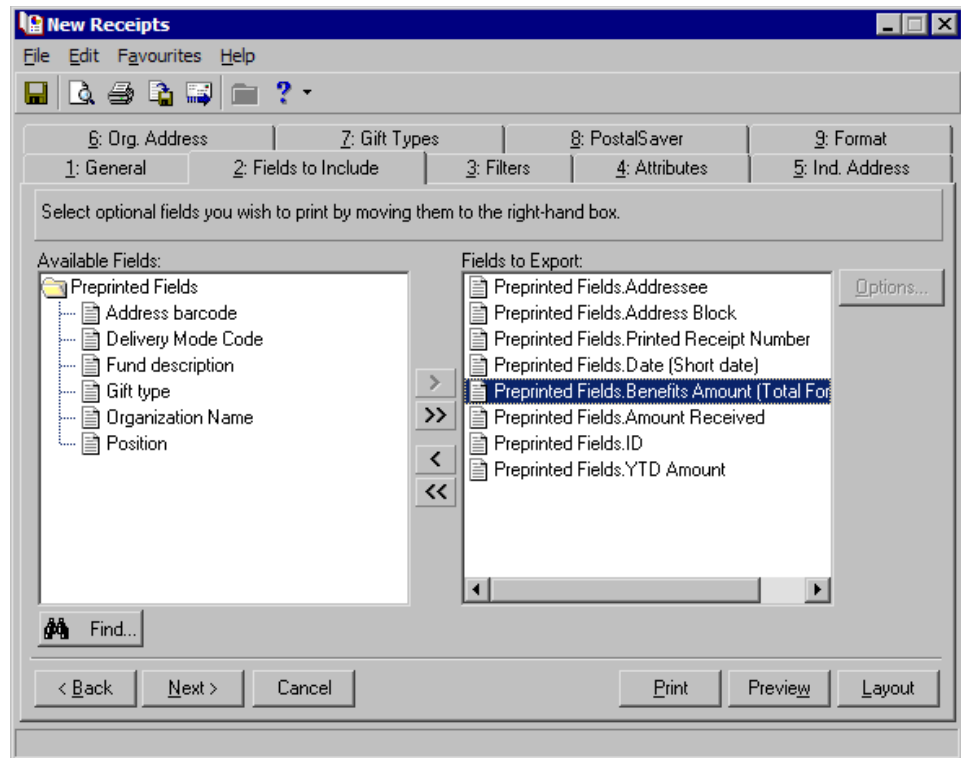 New Receipts
File Edit Favourites Help
6: Org. Address 7: Gift Types 8: PostalSaver 9: Format
1: General 2: Fields to Include 3: Filters 4: Attributes 5: Ind. Address
Select optional fields you wish to print by moving them to the right-hand box.
Available Fields:
Preprinted Fields
Address barcode
Delivery Mode Code
Fund description
Gift type
Organization Name
Position
> 
>>
<
<<
Fields to Export:
Preprinted Fields.Addressee
Preprinted Fields.Address Block
Preprinted Fields.Printed Receipt Number
Preprinted Fields.Date (Short date)
Preprinted Fields.Benefits Amount (Total For
Preprinted Fields.Amount Received
Preprinted Fields.ID
Preprinted Fields.YTD Amount
Options...
Find...
< Back Next > Cancel Print Preview Layout